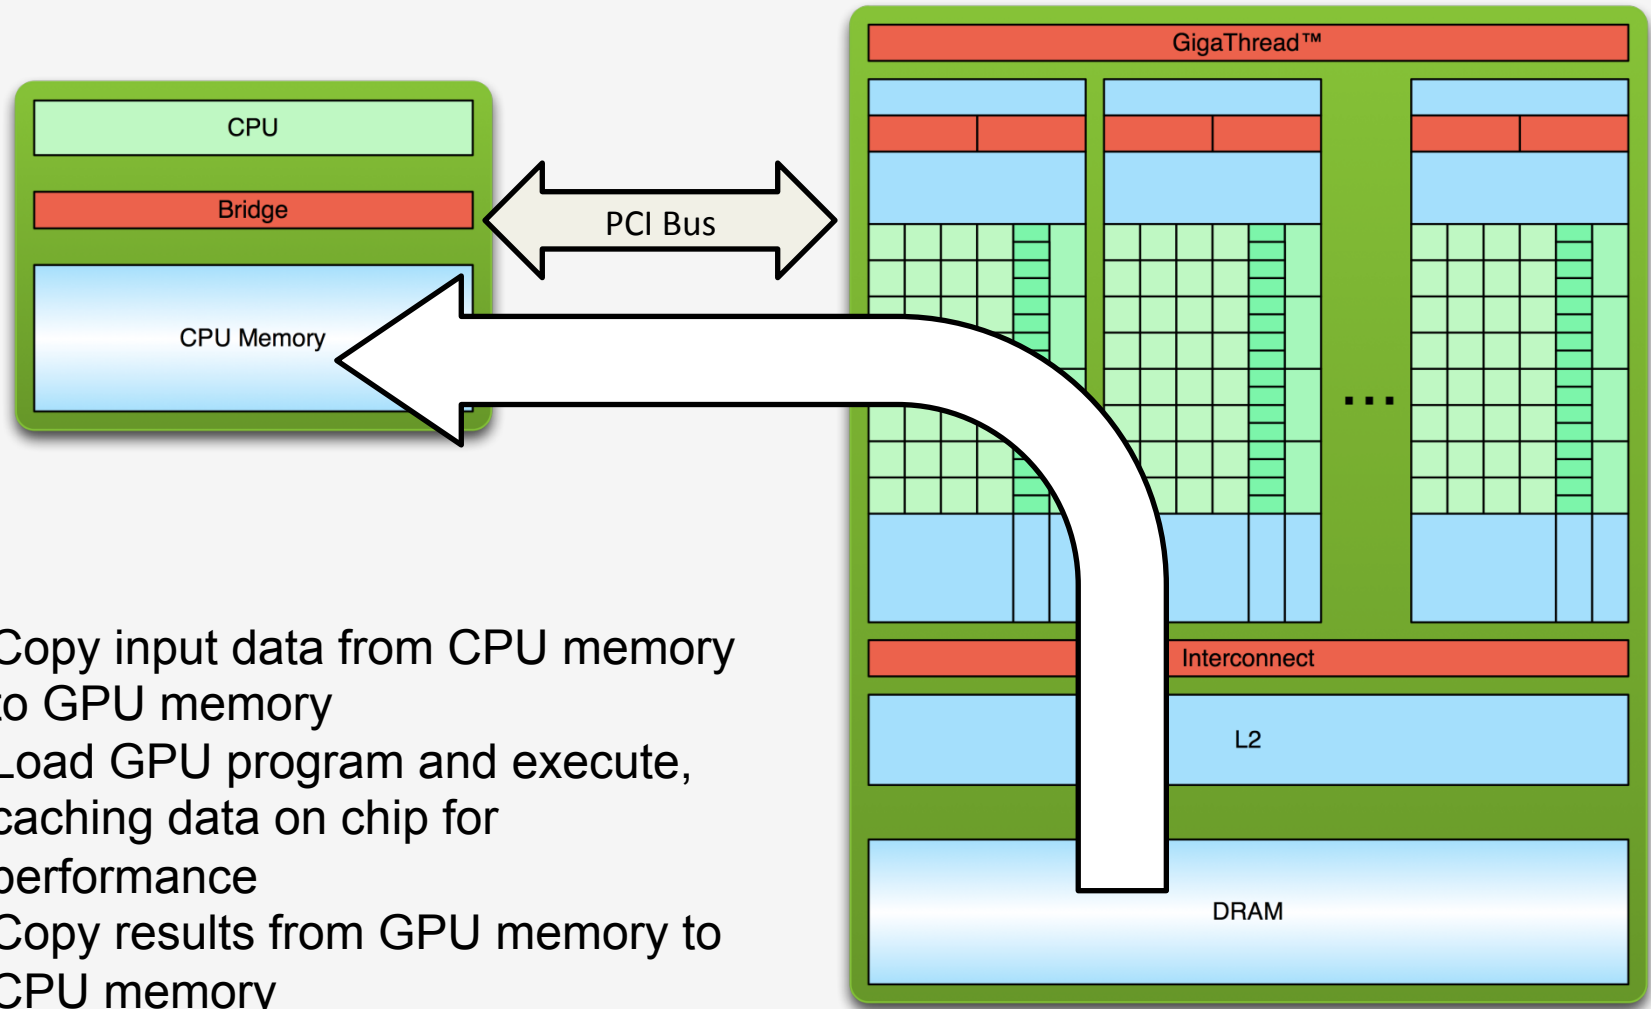 GigaThread™
CPU
Bridge
PCI Bus
CPU Memory
...
Copy input data from CPU memory
to GPU memory
Load GPU program and execute,
caching data on chip for
performance
Copy results from GPU memory to
CPU memory
Interconnect
L2
DRAM